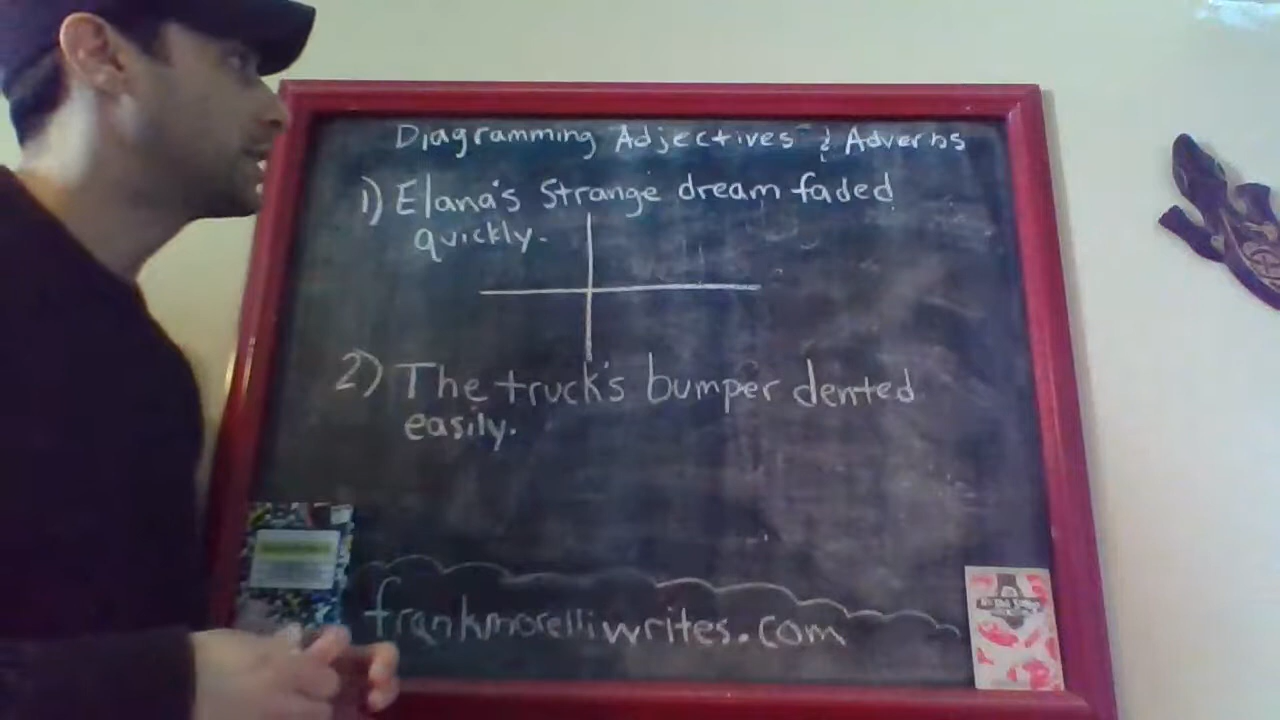 Diagramming Adjectives & Adverbs
1) Elana's Strange dream faded
quickly.
2) The truck's bumper dented
easily.
frankmorelliwrites.com